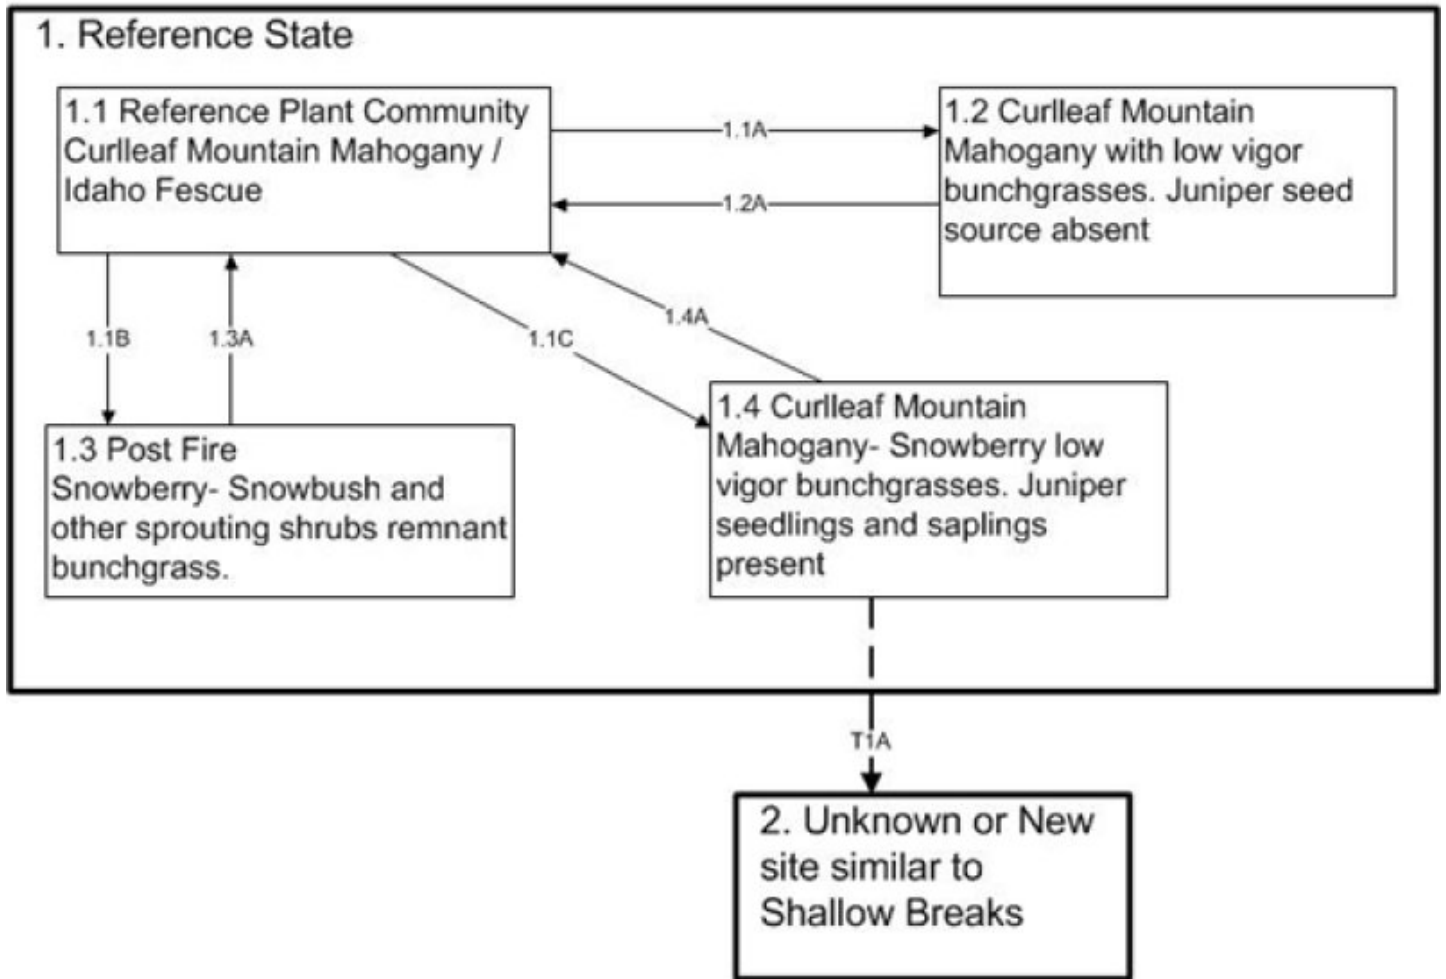 1. Reference State
1.1 Reference Plant Community
Curlleaf Mountain Mahogany /
Idaho Fescue
1.1A
1.2A
1.2 Curlleaf Mountain
Mahogany with low vigor
bunchgrasses. Juniper seed
source absent
1.1B
1.3A
1.1C
1.4A
1.3 Post Fire
Snowberry- Snowbush and
other sprouting shrubs remnant
bunchgrass.
1.4 Curlleaf Mountain
Mahogany- Snowberry low
vigor bunchgrasses. Juniper
seedlings and saplings
present
T1A
2. Unknown or New
site similar to
Shallow Breaks